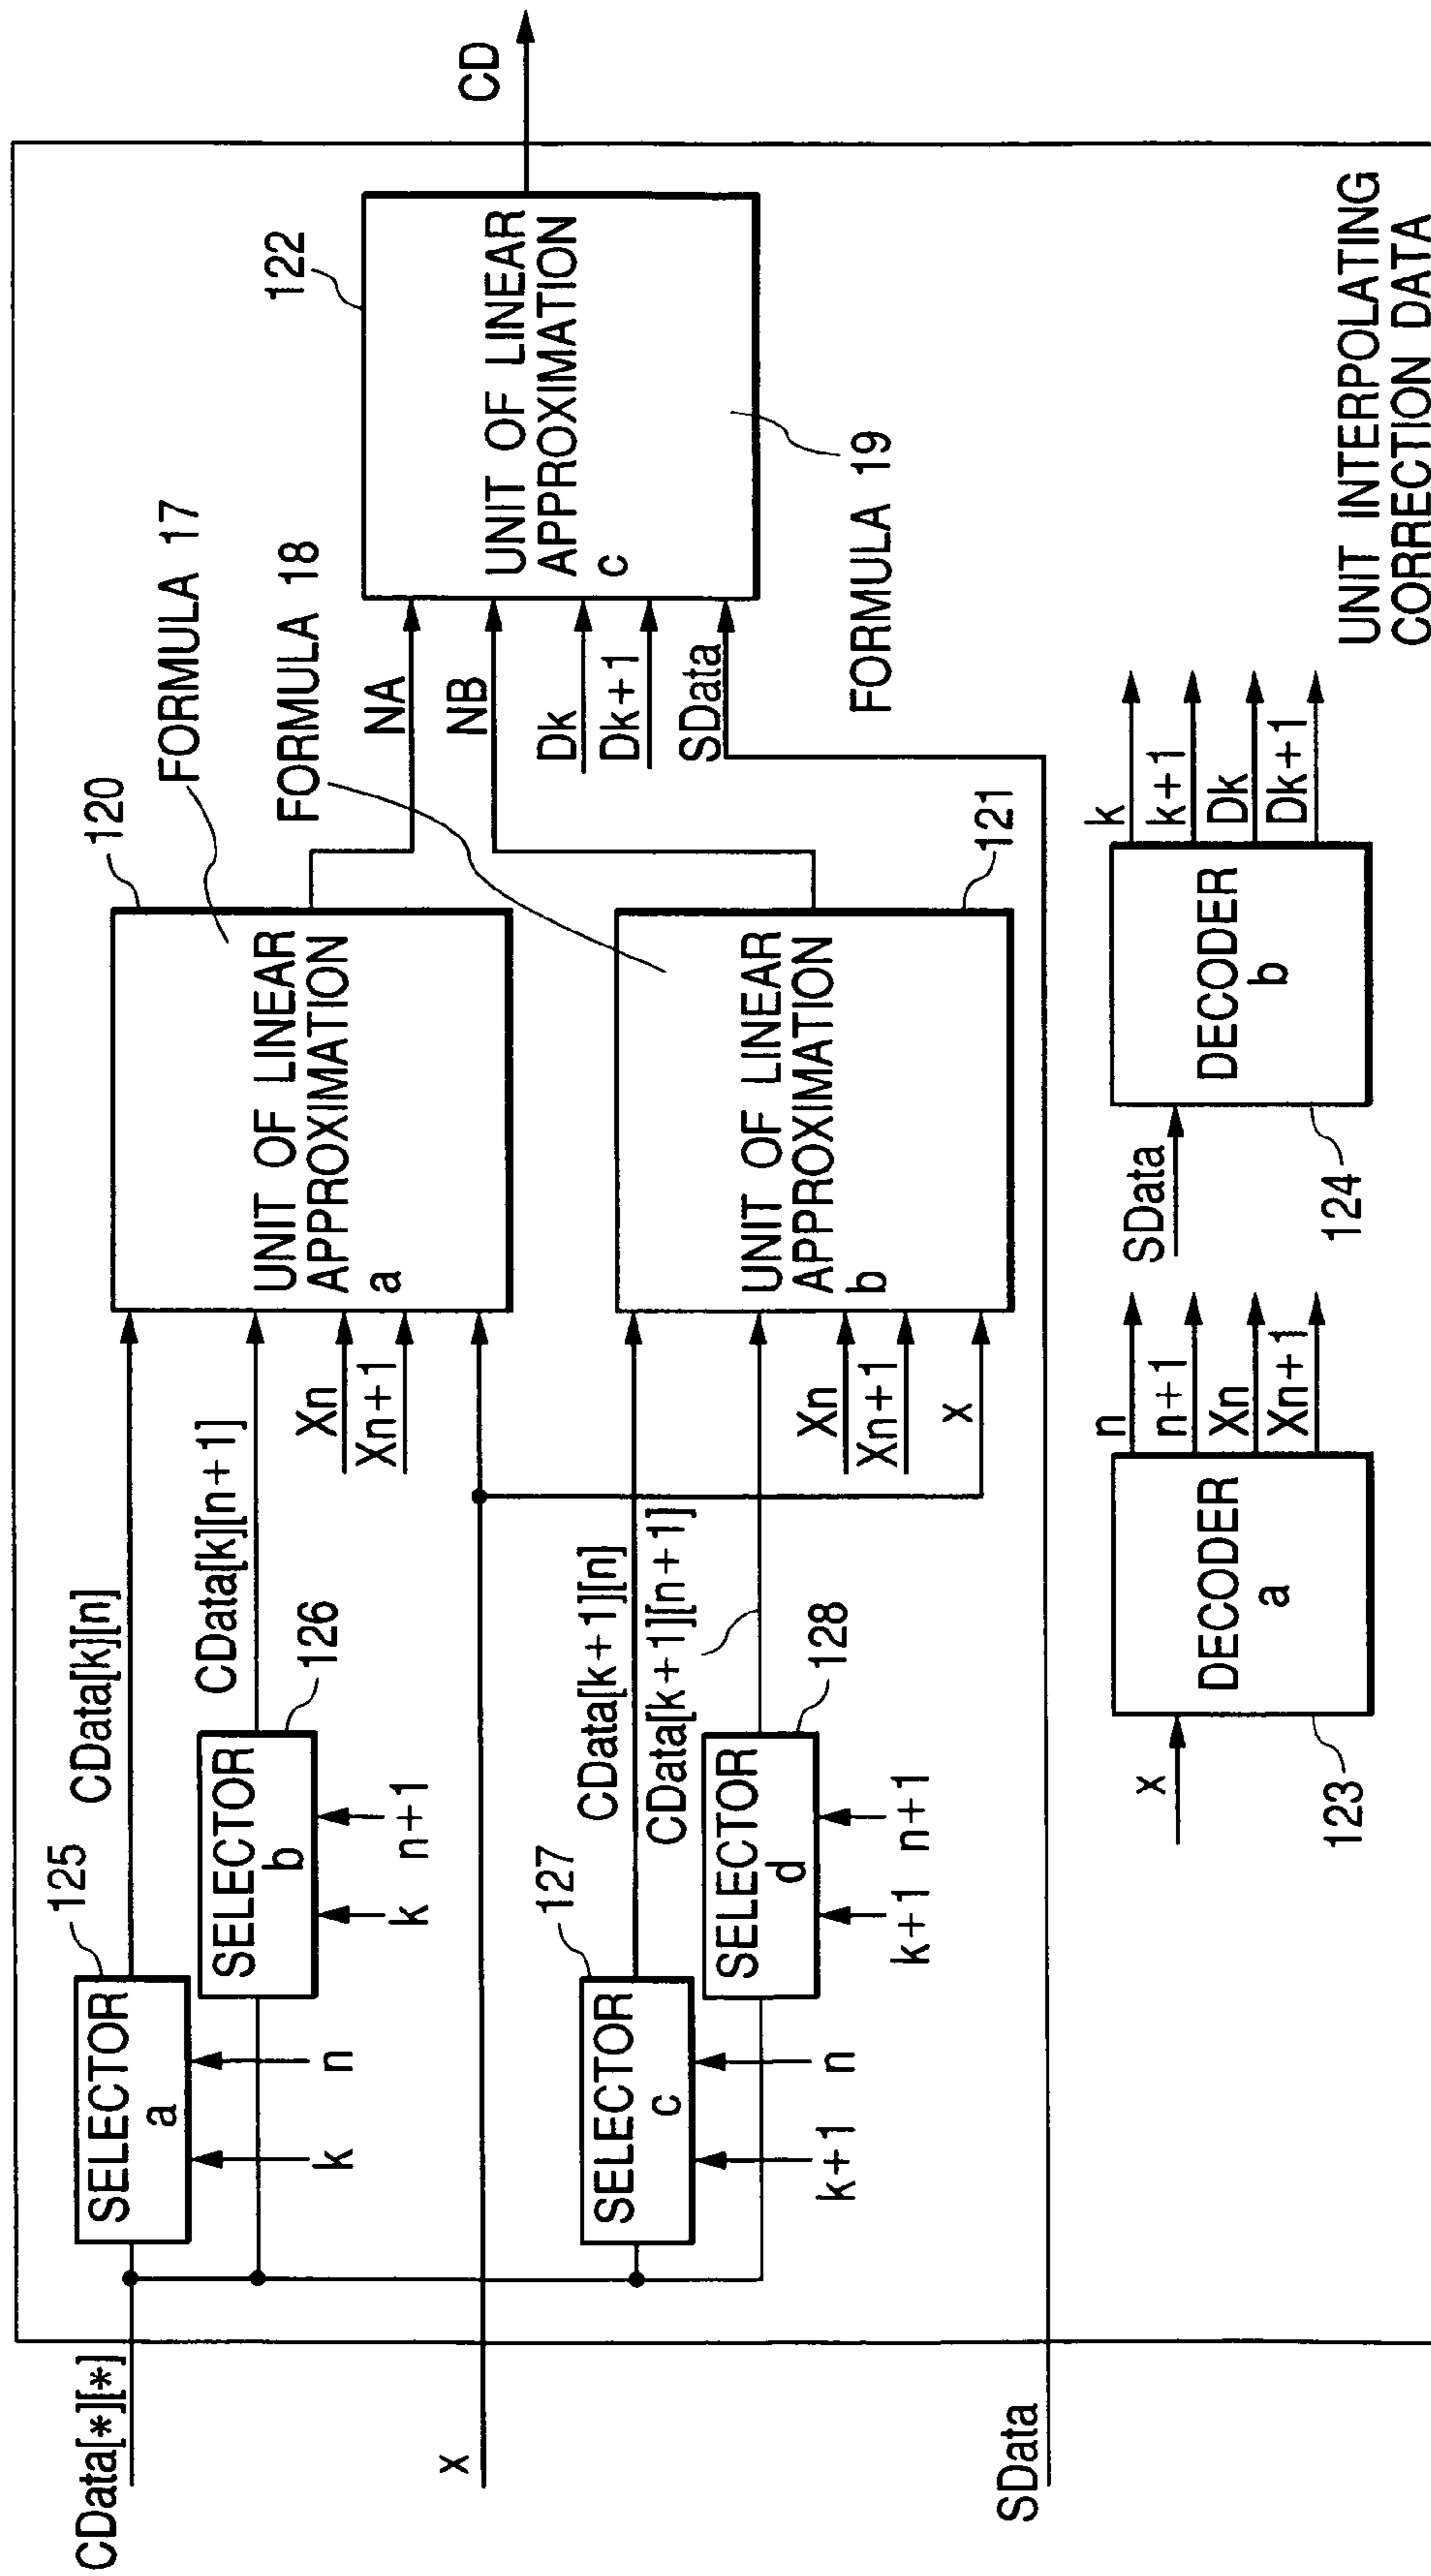 CData[*][*]
x
SData
125
SELECTOR
a
k
n
CData[k][n]
SELECTOR
b
126
k
n+1
CData[k][n+1]
127
SELECTOR
c
k+1
n
CData[k+1][n]
CData[k+1][n+1]
SELECTOR
d
128
k+1
n+1
Xn
Xn+1
120
UNIT OF LINEAR
APPROXIMATION
a
FORMULA 17
Xn
Xn+1
x
UNIT OF LINEAR
APPROXIMATION
b
121
FORMULA 18
NA
NB
Dk
Dk+1
SData
122
UNIT OF LINEAR
APPROXIMATION
c
FORMULA 19
CD
x
DECODER
a
123
n
n+1
Xn
Xn+1
SData
DECODER
b
124
k
k+1
Dk
Dk+1
UNIT INTERPOLATING
CORRECTION DATA